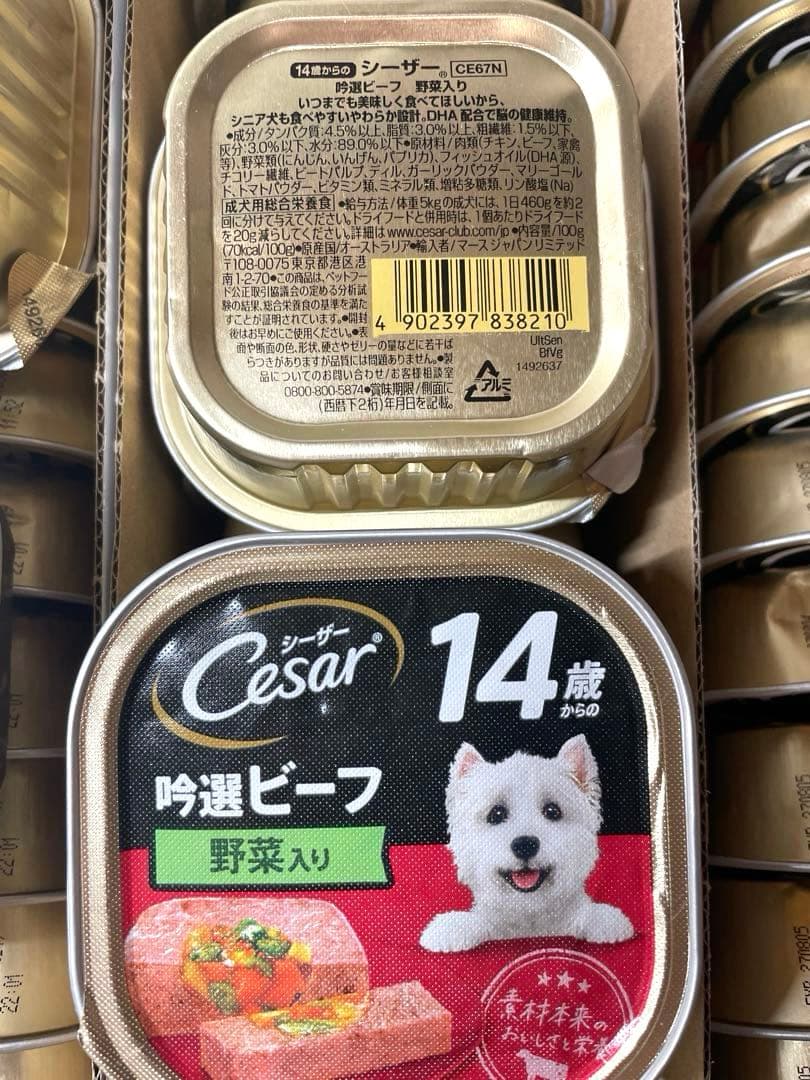 14歳からの シーザー® CE67N
吟選ビーフ 野菜入り
いつまでも美味しく食べてほしいから、
シニア犬も食べやすいやわらか設計。DHA配合で脳の健康維持。
●成分/タンパク質:4.5%以上、脂質:3.0%以上、粗繊維:1.5%以下、
灰分:3.0%以下、水分:89.0%以下●原材料/肉類(チキン、ビーフ、家禽
等)、野菜類(にんじん、いんげん、パプリカ)、フィッシュオイル(DHA源)、
チコリー繊維、ビートパルプ、ディル、ガーリックパウダー、マリーゴール
ド、トマトパウダー、ビタミン類、ミネラル類、増粘多糖類、リン酸塩(Na)
成犬用総合栄養食 ●給与方法/体重5kgの成犬には、1日460gを約2
回に分けて与えてください。ドライフードと併用時は、1個あたりドライフード
を20g減らしてください。詳細はwww.cesar-club.com/jp●内容量/100g
(70kcal/100g)●原産国/オーストラリア●輸入者/マース ジャパン リミテッド
〒108-0075 東京都港区港
南1-2-70●この商品は、ペットフー
ド公正取引協議会の定める分析試
験の結果、総合栄養食の基準を満た
すことが証明されています。●開封
後はお早めにご使用ください。●表
面や断面の色、形状、硬さやゼリーの量などに若干ば
らつきがありますが品質には問題ありません。●製
品についてのお問い合わせ/お客様相談室
0800-800-5874●賞味期限/側面に
(西暦下2桁)年月日を記載。
4 902397 838210
UltSen
BfVg
1492637
アルミ
シーザー
Cesar®
14歳
からの
吟選ビーフ
野菜入り
素材本来の
おいしさと栄養
22:01
22:01
EXP 270805
270805